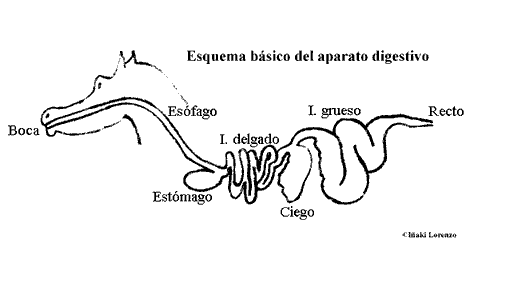 Esquema básico del aparato digestivo
Esófago
I. grueso
Recto
Boca
I. delgado
Estómago
Ciego
©Iñaki Lorenzo